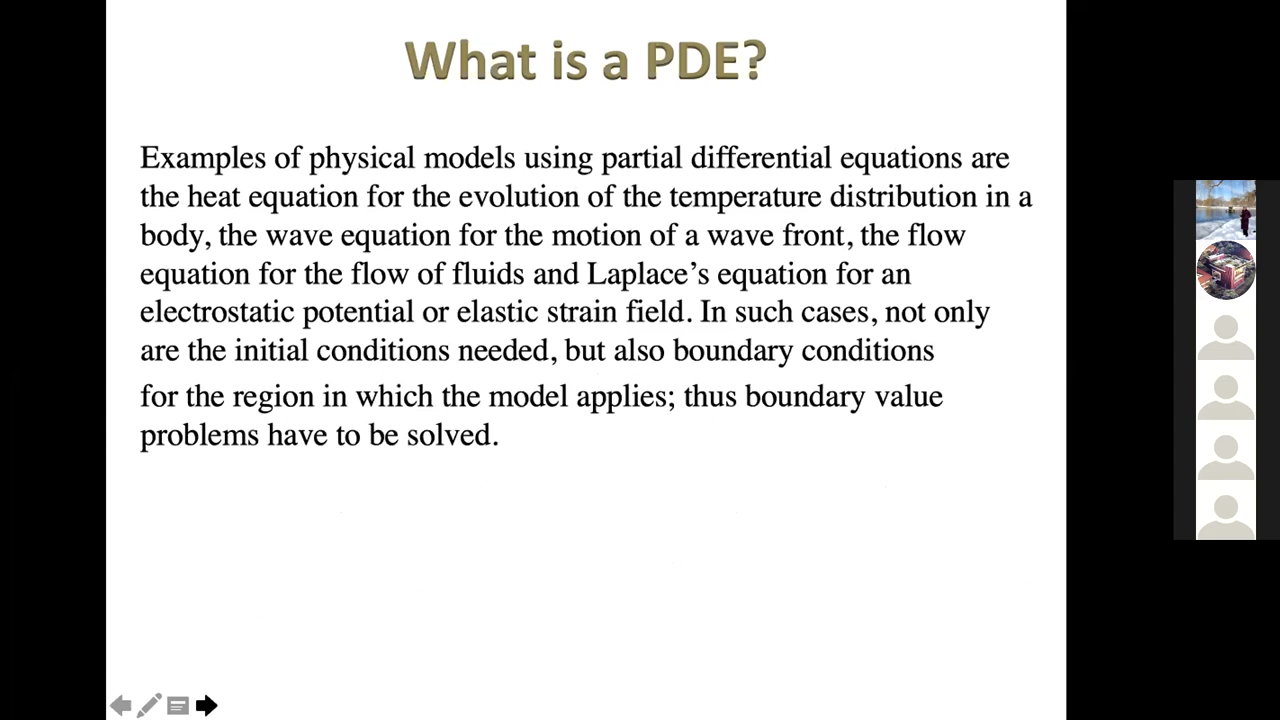 What is a PDE?
Examples of physical models using partial differential equations are
the heat equation for the evolution of the temperature distribution in a
body, the wave equation for the motion of a wave front, the flow
equation for the flow of fluids and Laplace’s equation for an
electrostatic potential or elastic strain field. In such cases, not only
are the initial conditions needed, but also boundary conditions
for the region in which the model applies; thus boundary value
problems have to be solved.